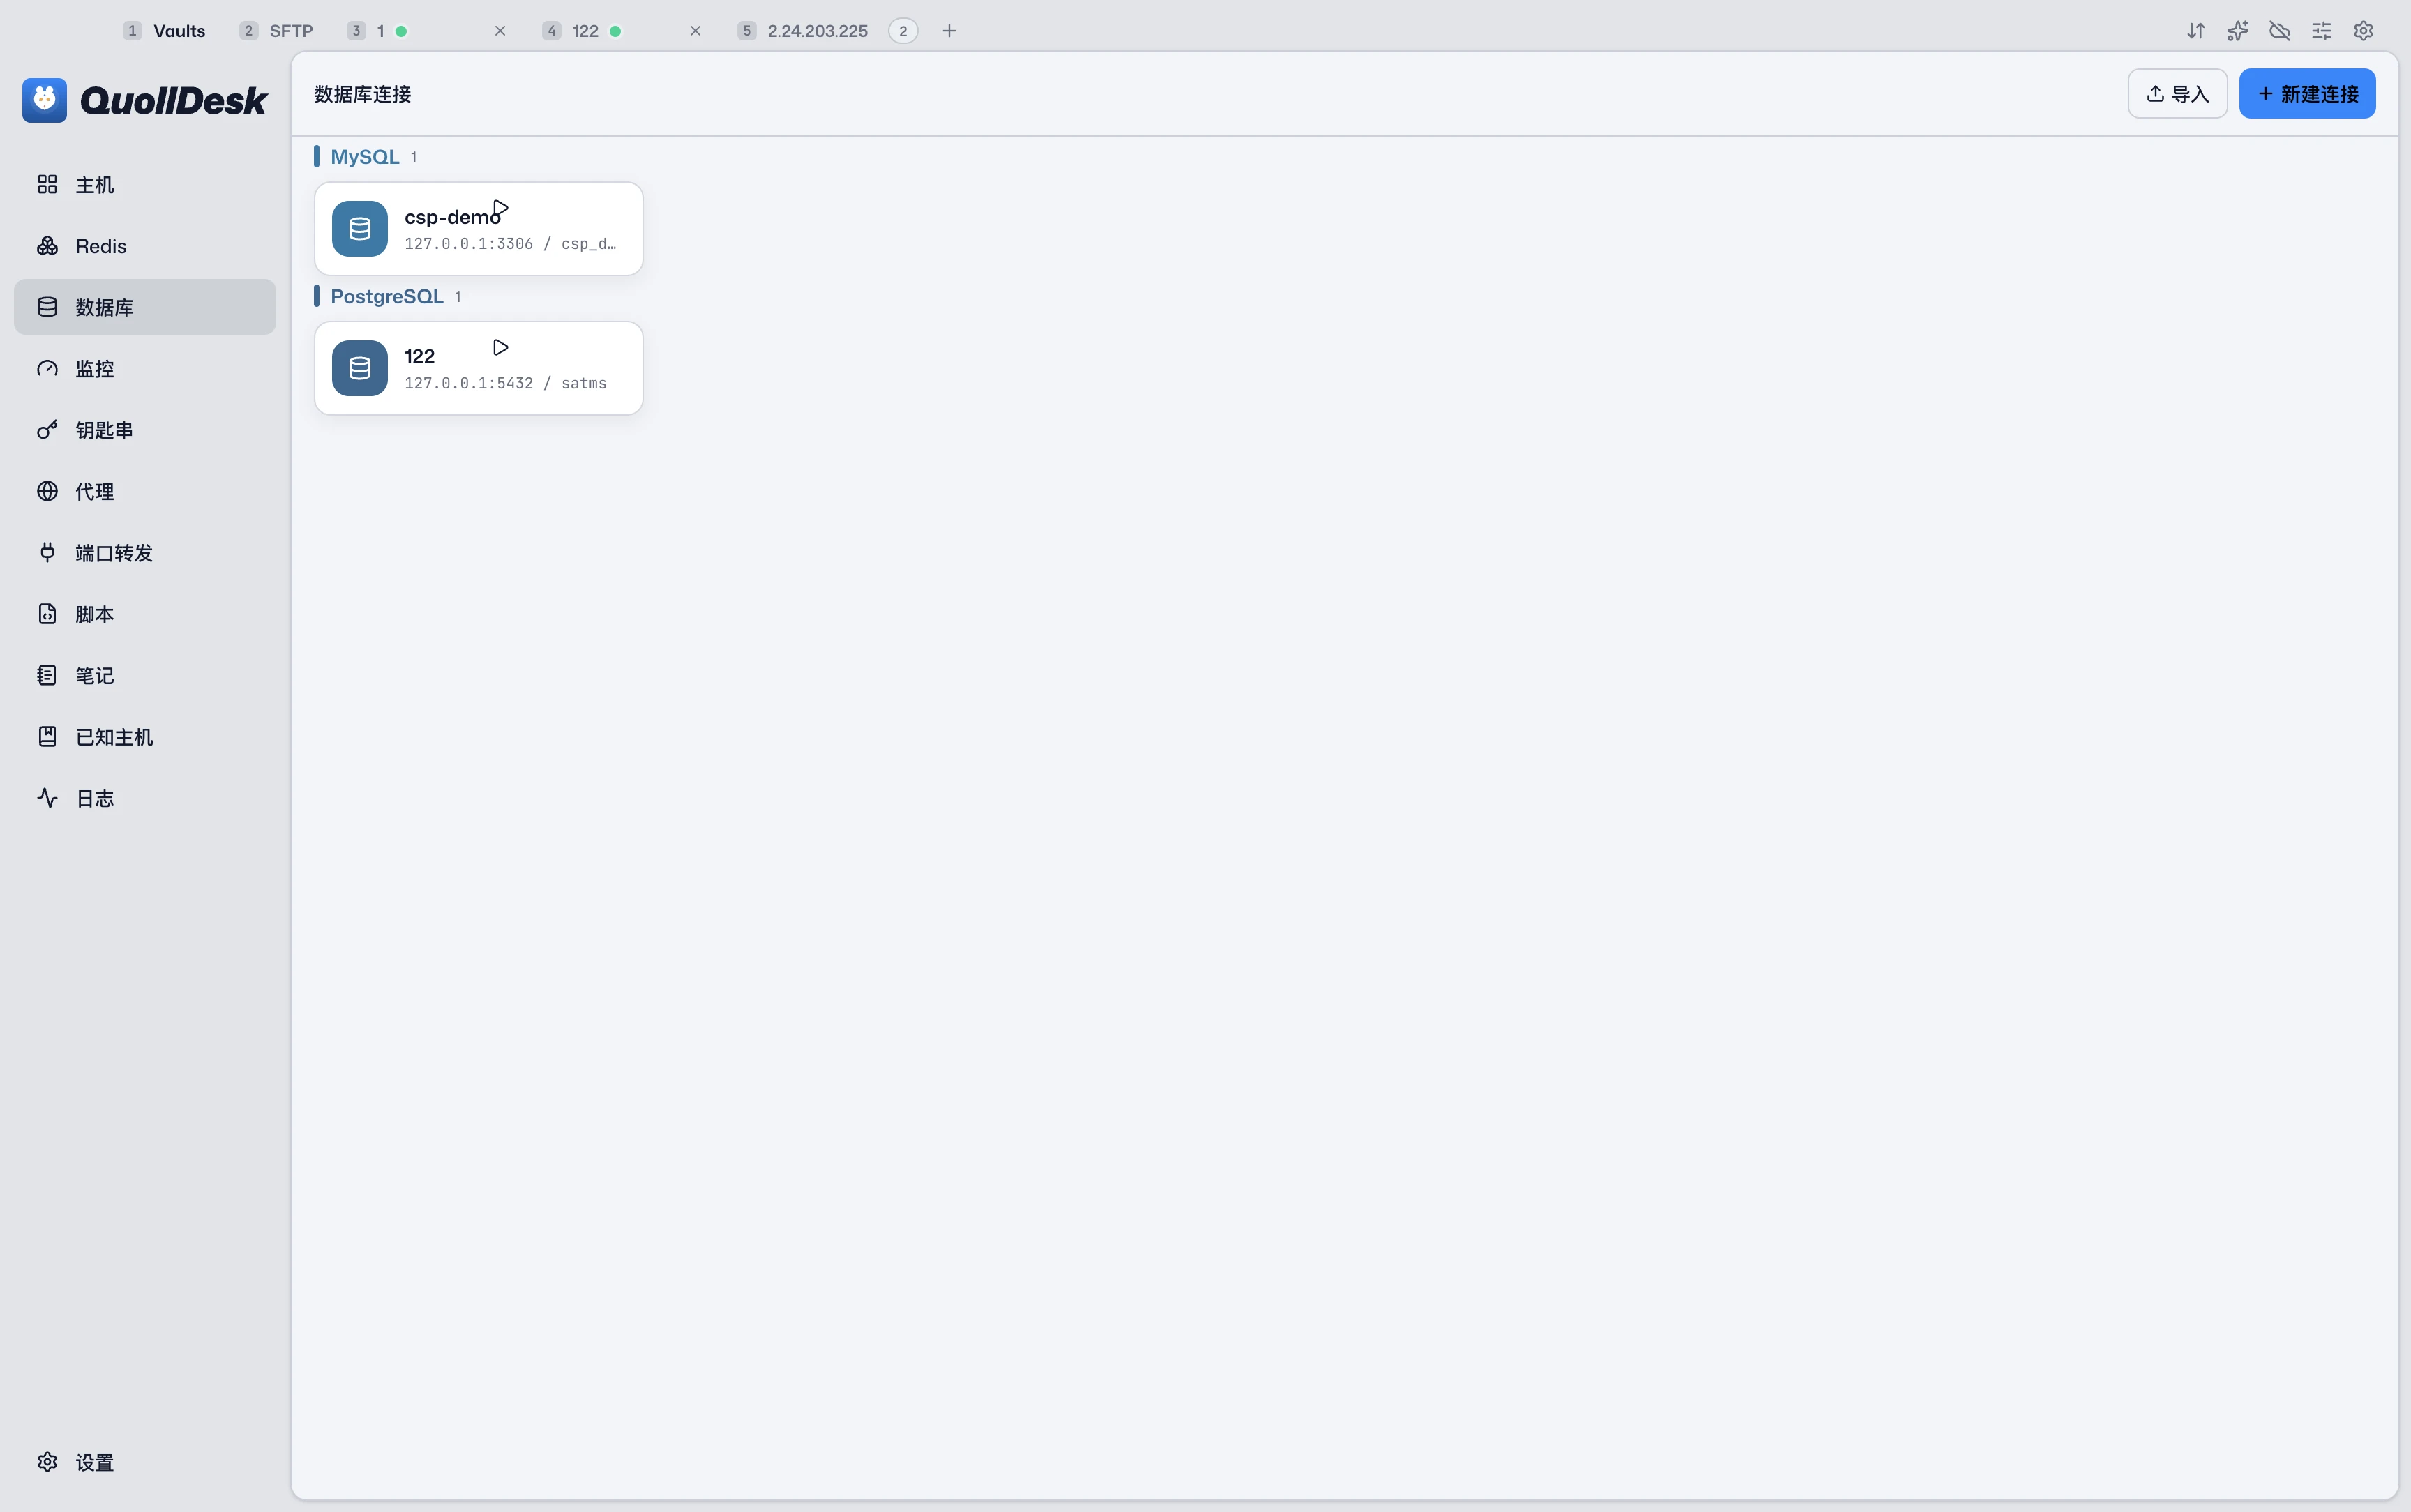 1 Vaults 2 SFTP 3 1 4 122 5 2.24.203.225 2
QuollDesk
主机
Redis
数据库
监控
钥匙串
代理
端口转发
脚本
笔记
已知主机
日志
设置
数据库连接
导入
新建连接
MySQL 1
csp-demo
127.0.0.1:3306 / csp_d…
PostgreSQL 1
122
127.0.0.1:5432 / satms